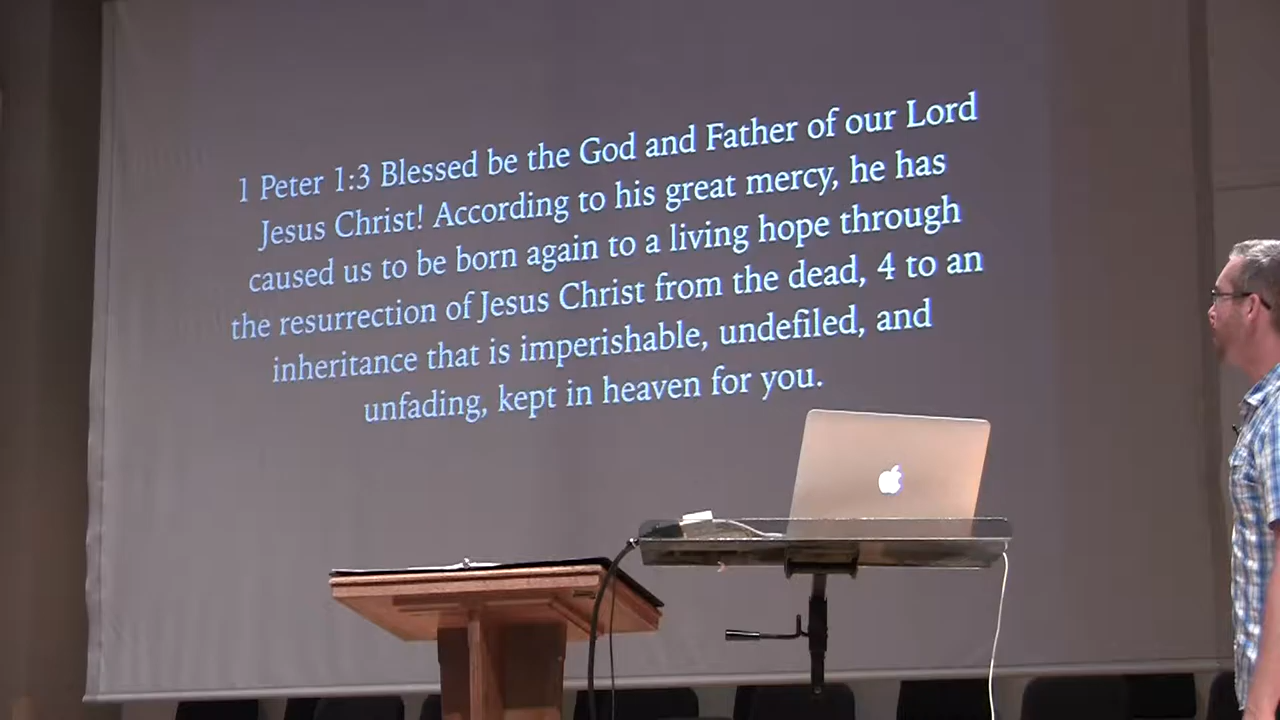 1 Peter 1:3 Blessed be the God and Father of our Lord
Jesus Christ! According to his great mercy, he has
caused us to be born again to a living hope through
the resurrection of Jesus Christ from the dead, 4 to an
inheritance that is imperishable, undefiled, and
unfading, kept in heaven for you.